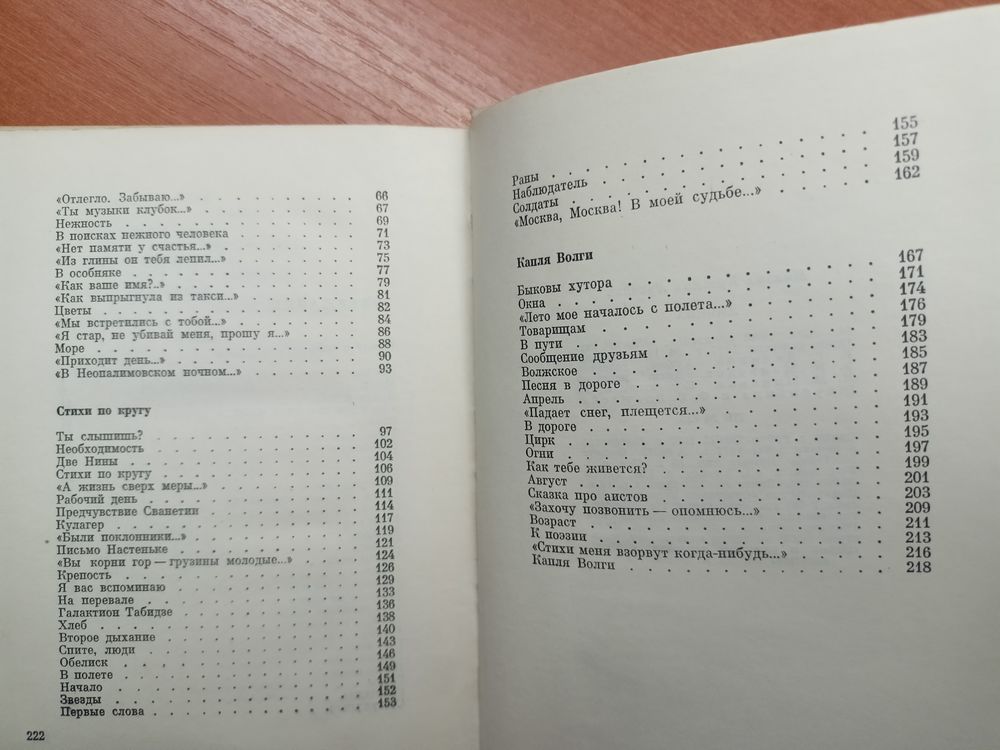 «Отлегло. Забываю...» . . . . . . . . . . 66
«Ты музыки клубок...» . . . . . . . . . . 67
Нежность . . . . . . . . . . 69
В поисках нежного человека . . . . . . . . . . 71
«Нет памяти у счастья...» . . . . . . . . . . 73
«Из глины он тебя лепил...» . . . . . . . . . . 75
В особняке . . . . . . . . . . 77
«Как ваше имя?..» . . . . . . . . . . 79
«Как выпрыгнула из такси...» . . . . . . . . . . 81
Цветы . . . . . . . . . . 82
«Мы встретились с тобой...» . . . . . . . . . . 84
«Я стар, не убивай меня, прошу я...» . . . . . . . . . . 86
Море . . . . . . . . . . 88
«Приходит день...» . . . . . . . . . . 90
«В Неопалимовском ночном...» . . . . . . . . . . 93
Стихи по кругу
Ты слышишь? . . . . . . . . . . 97
Необходимость . . . . . . . . . . 102
Две Нины . . . . . . . . . . 104
Стихи по кругу . . . . . . . . . . 106
«А жизнь сверх меры...» . . . . . . . . . . 109
Рабочий день . . . . . . . . . . 111
Предчувствие Сванетии . . . . . . . . . . 114
Кулагер . . . . . . . . . . 117
«Были поклонники...» . . . . . . . . . . 119
Письмо Настеньке . . . . . . . . . . 121
«Вы корни гор — грузины молодые...» . . . . . . . . . . 124
Крепость . . . . . . . . . . 126
Я вас вспоминаю . . . . . . . . . . 129
На перевале . . . . . . . . . . 133
Галактион Табидзе . . . . . . . . . . 136
Хлеб . . . . . . . . . . 138
Второе дыхание . . . . . . . . . . 140
Спите, люди . . . . . . . . . . 143
Обелиск . . . . . . . . . . 146
В полете . . . . . . . . . . 149
Начало . . . . . . . . . . 151
Звезды . . . . . . . . . . 152
Первые слова . . . . . . . . . . 153
222
Раны . . . . . . . . . . 155
Наблюдатель . . . . . . . . . . 157
Солдаты . . . . . . . . . . 159
«Москва, Москва! В моей судьбе...» . . . . . . . . . . 162
Капля Волги
Быковы хутора . . . . . . . . . . 167
Окна . . . . . . . . . . 171
«Лето мое началось с полета...» . . . . . . . . . . 174
Товарищам . . . . . . . . . . 176
В пути . . . . . . . . . . 179
Сообщение друзьям . . . . . . . . . . 183
Волжское . . . . . . . . . . 185
Песня в дороге . . . . . . . . . . 187
Апрель . . . . . . . . . . 189
«Падает снег, плещется...» . . . . . . . . . . 191
В дороге . . . . . . . . . . 193
Цирк . . . . . . . . . . 195
Огни . . . . . . . . . . 197
Как тебе живется? . . . . . . . . . . 199
Август . . . . . . . . . . 201
Сказка про аистов . . . . . . . . . . 203
«Захочу позвонить — опомнюсь...» . . . . . . . . . . 209
Возраст . . . . . . . . . . 211
К поэзии . . . . . . . . . . 213
«Стихи меня взорвут когда-нибудь...» . . . . . . . . . . 216
Капля Волги . . . . . . . . . . 218